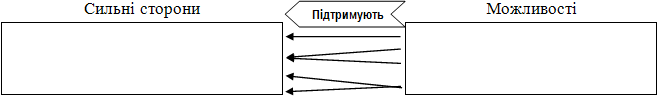 Сильні сторони
Підтримують
Можливості